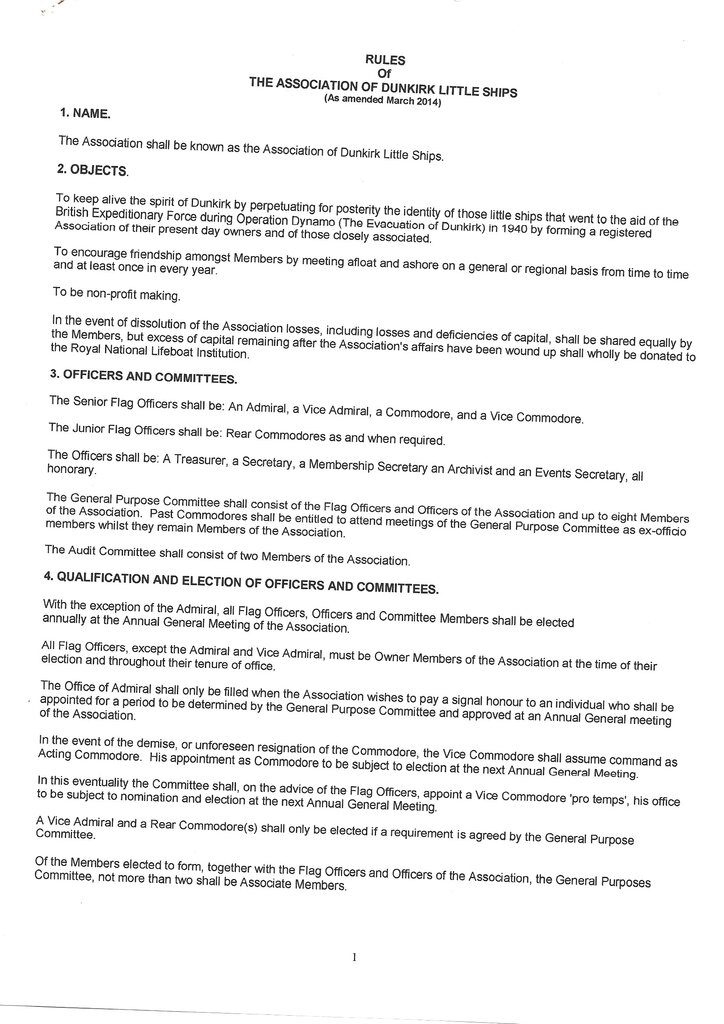 RULES
Of
THE ASSOCIATION OF DUNKIRK LITTLE SHIPS
(As amended March 2014)
1. NAME.
The Association shall be known as the Association of Dunkirk Little Ships.
2. OBJECTS.
To keep alive the spirit of Dunkirk by perpetuating for posterity the identity of those little ships that went to the aid of the
British Expeditionary Force during Operation Dynamo (The Evacuation of Dunkirk) in 1940 by forming a registered
Association of their present day owners and of those closely associated.
To encourage friendship amongst Members by meeting afloat and ashore on a general or regional basis from time to time
and at least once in every year.
To be non-profit making.
In the event of dissolution of the Association losses, including losses and deficiencies of capital, shall be shared equally by
the Members, but excess of capital remaining after the Association's affairs have been wound up shall wholly be donated to
the Royal National Lifeboat Institution.
3. OFFICERS AND COMMITTEES.
The Senior Flag Officers shall be: An Admiral, a Vice Admiral, a Commodore, and a Vice Commodore.
The Junior Flag Officers shall be: Rear Commodores as and when required.
The Officers shall be: A Treasurer, a Secretary, a Membership Secretary an Archivist and an Events Secretary, all
honorary.
The General Purpose Committee shall consist of the Flag Officers and Officers of the Association and up to eight Members
of the Association. Past Commodores shall be entitled to attend meetings of the General Purpose Committee as ex-officio
members whilst they remain Members of the Association.
The Audit Committee shall consist of two Members of the Association.
4. QUALIFICATION AND ELECTION OF OFFICERS AND COMMITTEES.
With the exception of the Admiral, all Flag Officers, Officers and Committee Members shall be elected
annually at the Annual General Meeting of the Association.
All Flag Officers, except the Admiral and Vice Admiral, must be Owner Members of the Association at the time of their
election and throughout their tenure of office.
The Office of Admiral shall only be filled when the Association wishes to pay a signal honour to an individual who shall be
appointed for a period to be determined by the General Purpose Committee and approved at an Annual General meeting
of the Association.
In the event of the demise, or unforeseen resignation of the Commodore, the Vice Commodore shall assume command as
Acting Commodore. His appointment as Commodore to be subject to election at the next Annual General Meeting.
In this eventuality the Committee shall, on the advice of the Flag Officers, appoint a Vice Commodore 'pro temps', his office
to be subject to nomination and election at the next Annual General Meeting.
A Vice Admiral and a Rear Commodore(s) shall only be elected if a requirement is agreed by the General Purpose
Committee.
Of the Members elected to form, together with the Flag Officers and Officers of the Association, the General Purposes
Committee, not more than two shall be Associate Members.
1